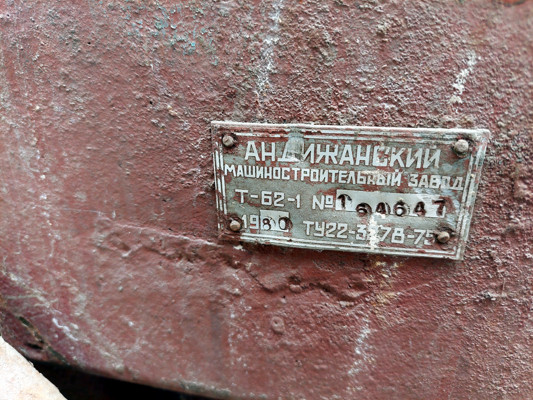 АНДИЖАНСКИЙ
МАШИНОСТРОИТЕЛЬНЫЙ ЗАВОД
Т-62-1 №
1980